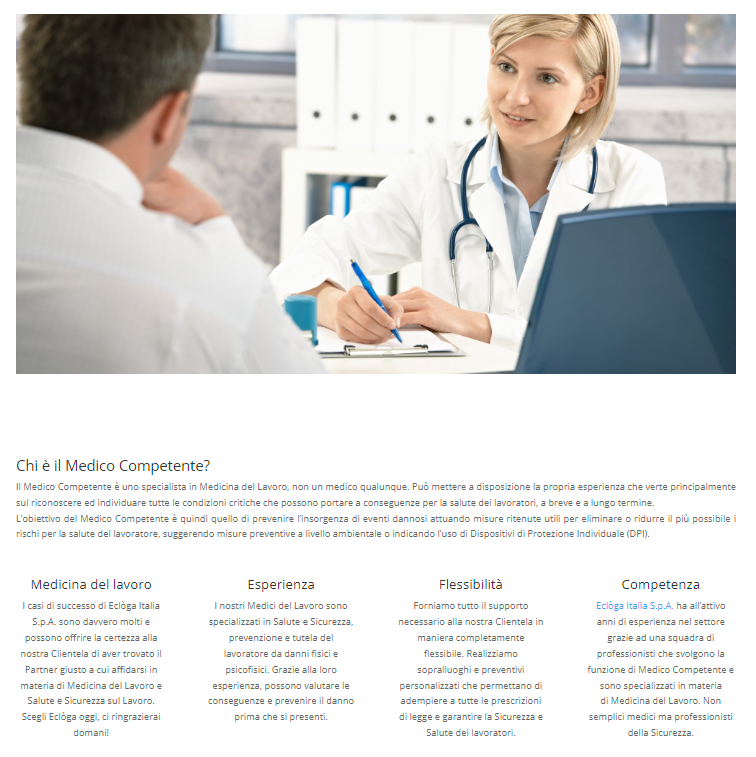 Chi è il Medico Competente?
Il Medico Competente è uno specialista in Medicina del Lavoro, non un medico qualunque. Può mettere a disposizione la propria esperienza che verte principalmente
sul riconoscere ed individuare tutte le condizioni critiche che possono portare a conseguenze per la salute dei lavoratori, a breve e a lungo termine.
L'obiettivo del Medico Competente è quindi quello di prevenire l'insorgenza di eventi dannosi attuando misure ritenute utili per eliminare o ridurre il più possibile i
rischi per la salute del lavoratore, suggerendo misure preventive a livello ambientale o indicando l'uso di Dispositivi di Protezione Individuale (DPI).
Medicina del lavoro
I casi di successo di Eclòga Italia
S.p.A. sono davvero molti e
possono offrire la certezza alla
nostra Clientela di aver trovato il
Partner giusto a cui affidarsi in
materia di Medicina del Lavoro e
Salute e Sicurezza sul Lavoro.
Scegli Eclòga oggi, ci ringrazierai
domani!
Esperienza
I nostri Medici del Lavoro sono
specializzati in Salute e Sicurezza,
prevenzione e tutela del
lavoratore da danni fisici e
psicofisici. Grazie alla loro
esperienza, possono valutare le
conseguenze e prevenire il danno
prima che si presenti.
Flessibilità
Forniamo tutto il supporto
necessario alla nostra Clientela in
maniera completamente
flessibile. Realizziamo
sopralluoghi e preventivi
personalizzati che permettano di
adempiere a tutte le prescrizioni
di legge e garantire la Sicurezza e
Salute dei lavoratori.
Competenza
Eclòga Italia S.p.A. ha all'attivo
anni di esperienza nel settore
grazie ad una squadra di
professionisti che svolgono la
funzione di Medico Competente e
sono specializzati in materia
di Medicina del Lavoro. Non
semplici medici ma professionisti
della Sicurezza.